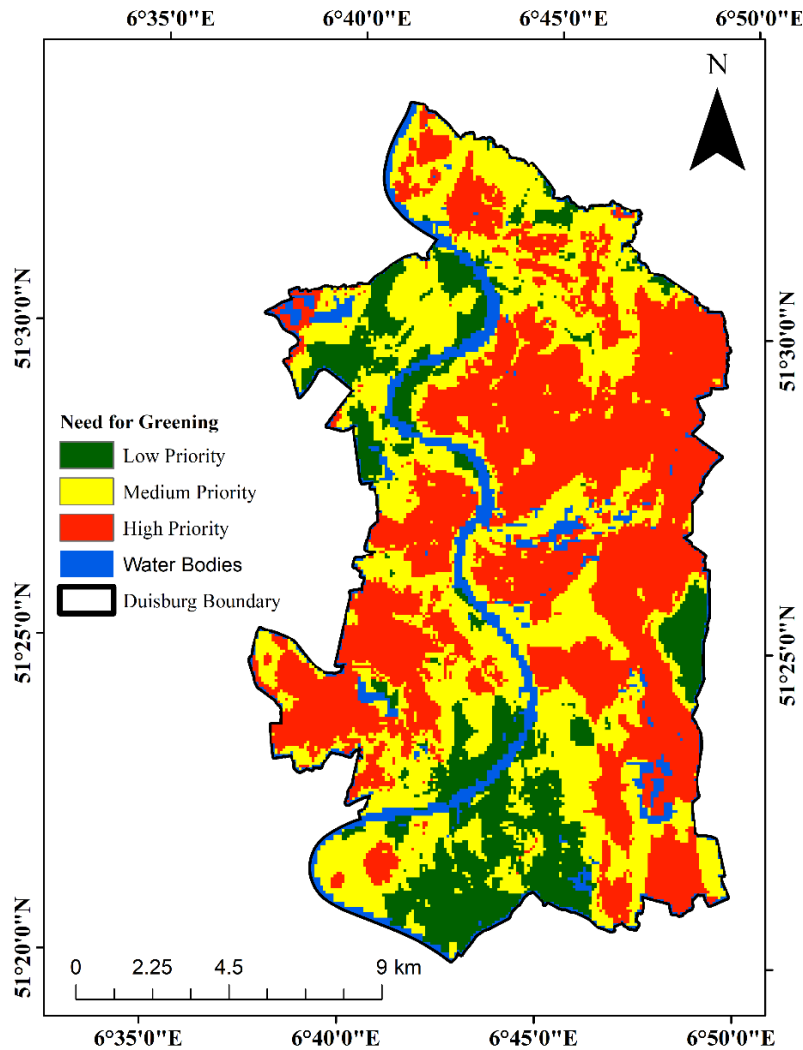 6°35'0"E 6°40'0"E 6°45'0"E 6°50'0"E
N
51°30'0"N
51°30'0"N
Need for Greening
Low Priority
Medium Priority
High Priority
Water Bodies
Duisburg Boundary
51°25'0"N
51°25'0"N
51°20'0"N
0 2.25 4.5 9 km
6°35'0"E 6°40'0"E 6°45'0"E 6°50'0"E